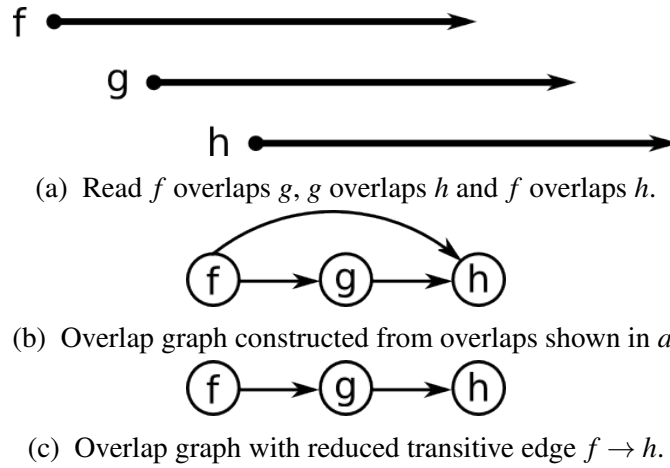 f
g
h
(a) Read f overlaps g, g overlaps h and f overlaps h.
f g h
(b) Overlap graph constructed from overlaps shown in a
f g h
(c) Overlap graph with reduced transitive edge f → h.